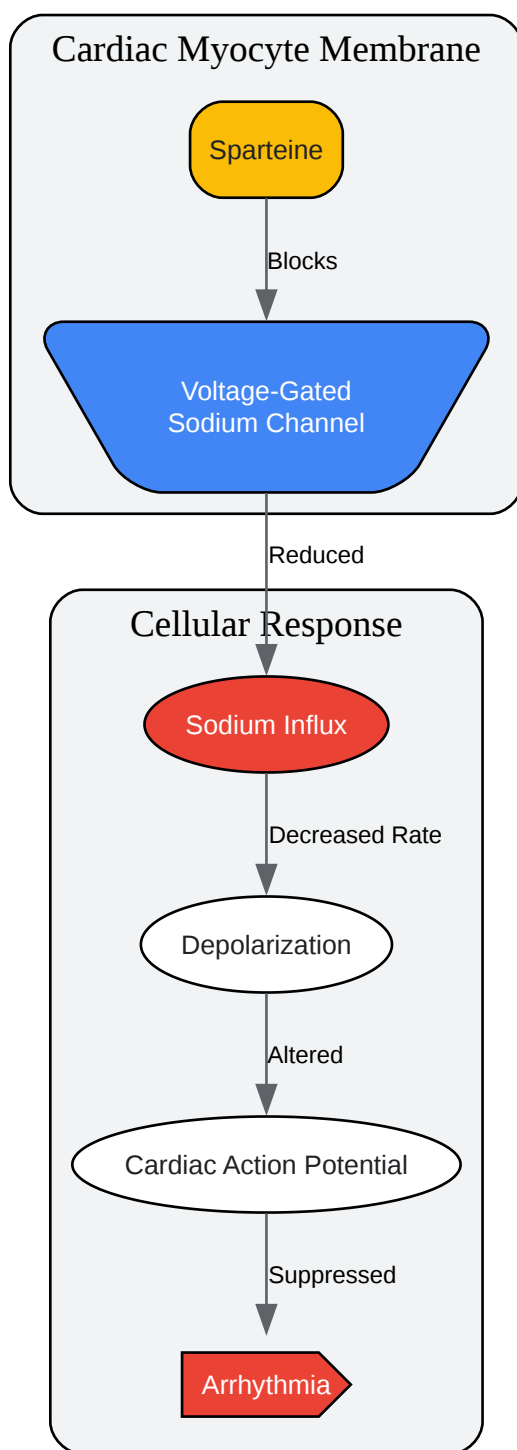 Cardiac Myocyte Membrane
Sparteine
Blocks
Voltage-Gated
Sodium Channel
Reduced
Cellular Response
Sodium Influx
Decreased Rate
Depolarization
Altered
Cardiac Action Potential
Suppressed
Arrhythmia